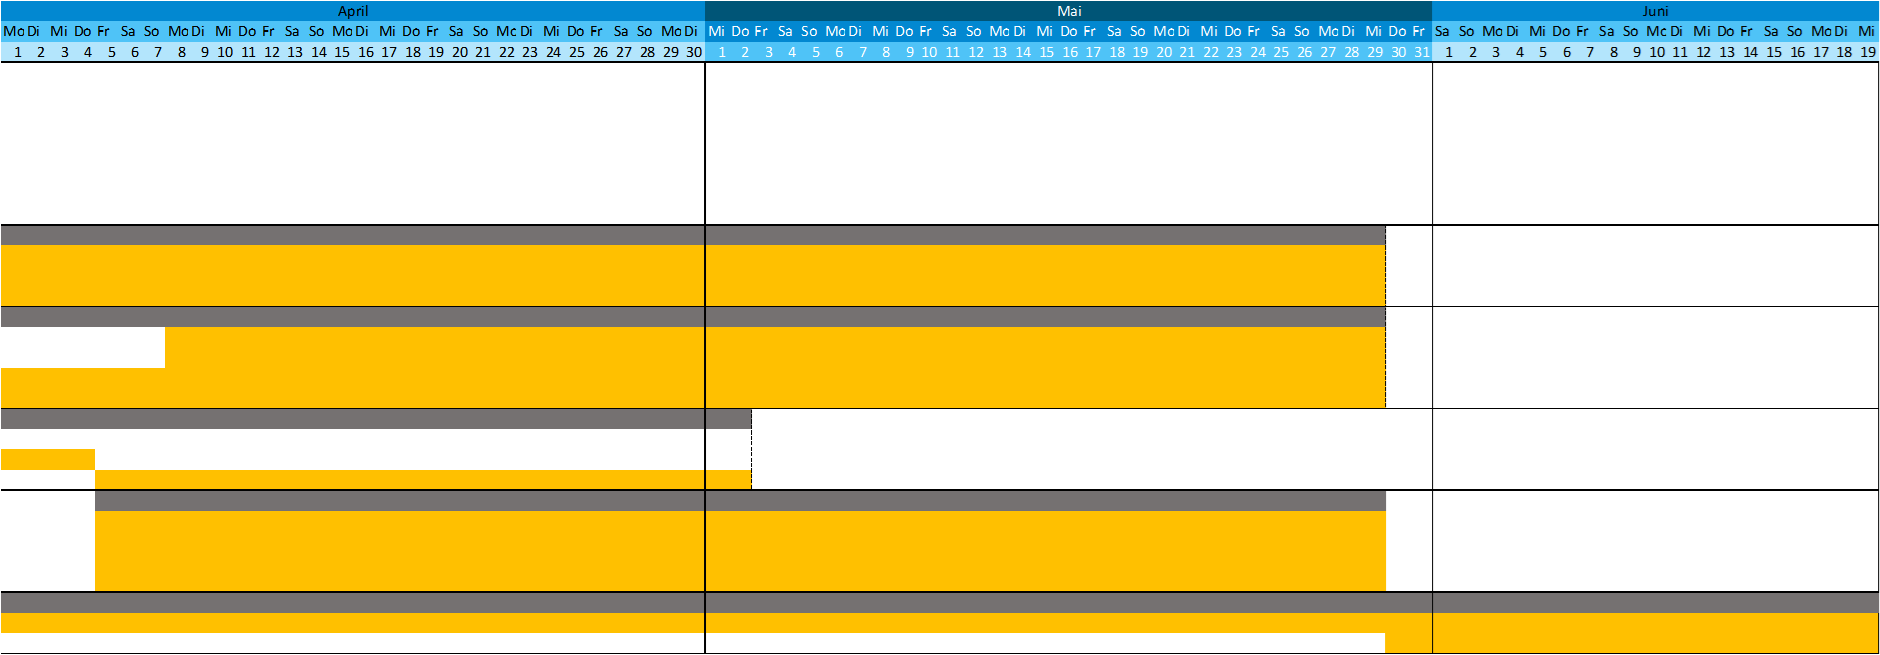 April Mai Juni
Mo Di Mi Do Fr Sa So Mo Di Mi Do Fr Sa So Mo Di Mi Do Fr Sa So Mo Di Mi Do Fr Sa So Mo Di Mi Do Fr Sa So Mo Di Mi Do Fr Sa So Mo Di Mi Do Fr Sa So Mo Di Mi Do Fr Sa So Mo Di Mi Do Fr Sa So Mo Di Mi Do Fr Sa So Mo Di Mi Do Fr Sa So Mo Di Mi
1 2 3 4 5 6 7 8 9 10 11 12 13 14 15 16 17 18 19 20 21 22 23 24 25 26 27 28 29 30 1 2 3 4 5 6 7 8 9 10 11 12 13 14 15 16 17 18 19 20 21 22 23 24 25 26 27 28 29 30 31 1 2 3 4 5 6 7 8 9 10 11 12 13 14 15 16 17 18 19